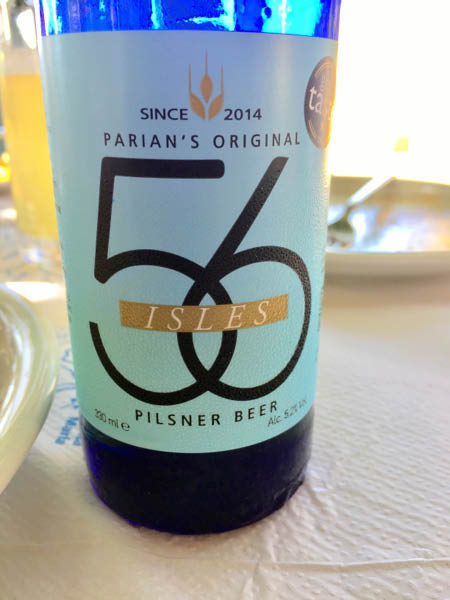 SINCE 2014
PARIAN'S ORIGINAL
56
ISLES
PILSNER BEER
330 ml e
Alc. 5,2% Vol.